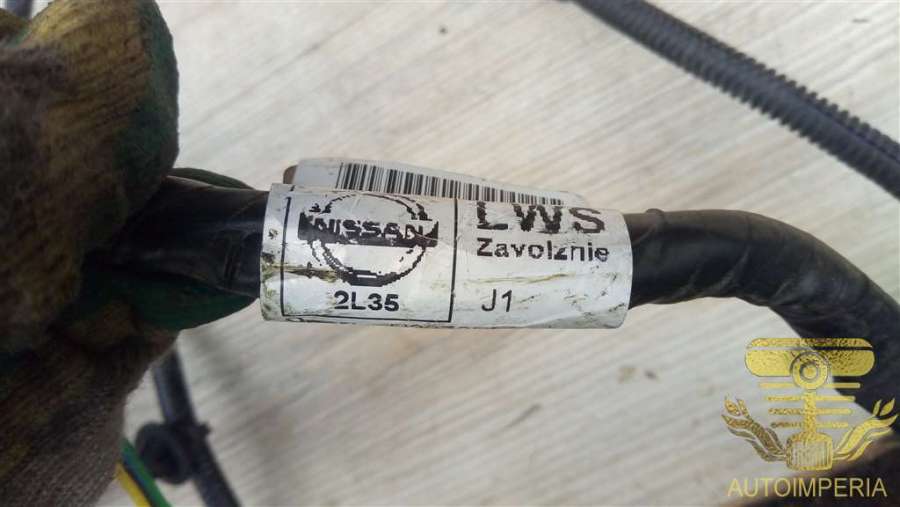 NISSAN
2L35
LWS
Zavolznie
J1
AUTOIMPERIA